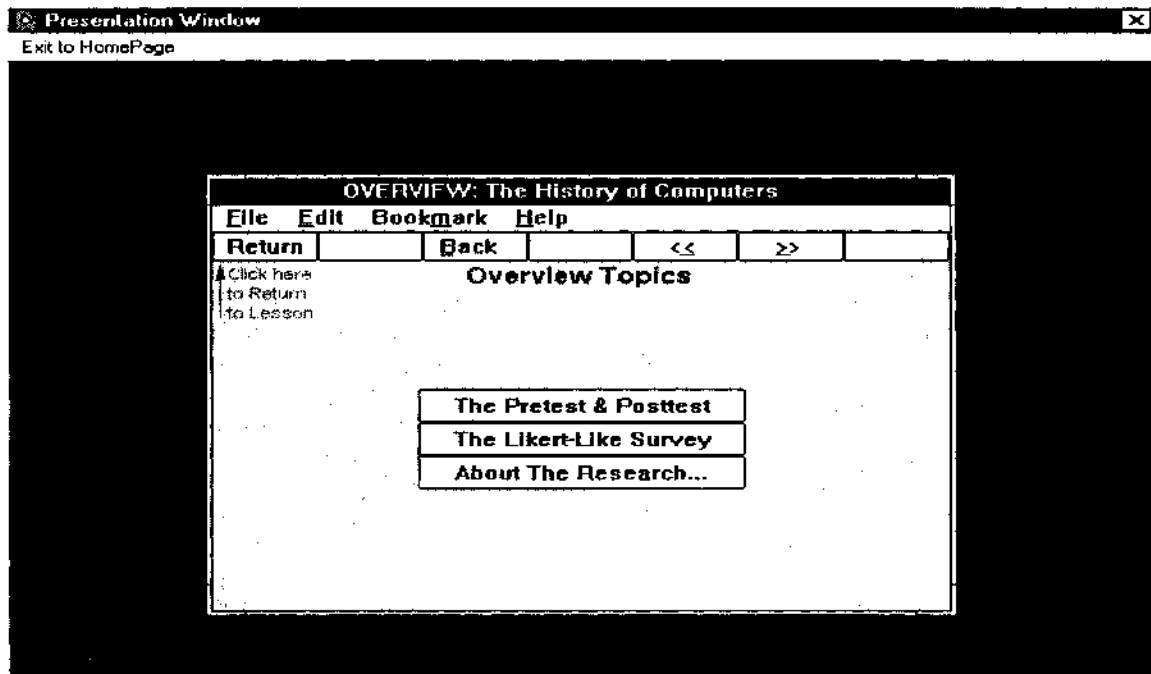 Presentation Window
Exit to HomePage
OVERVIEW: The History of Computers
File Edit Bookmark Help
Return Back << >>
Click here
to Return
to Lesson
Overview Topics
The Pretest & Posttest
The Likert-Like Survey
About The Research...